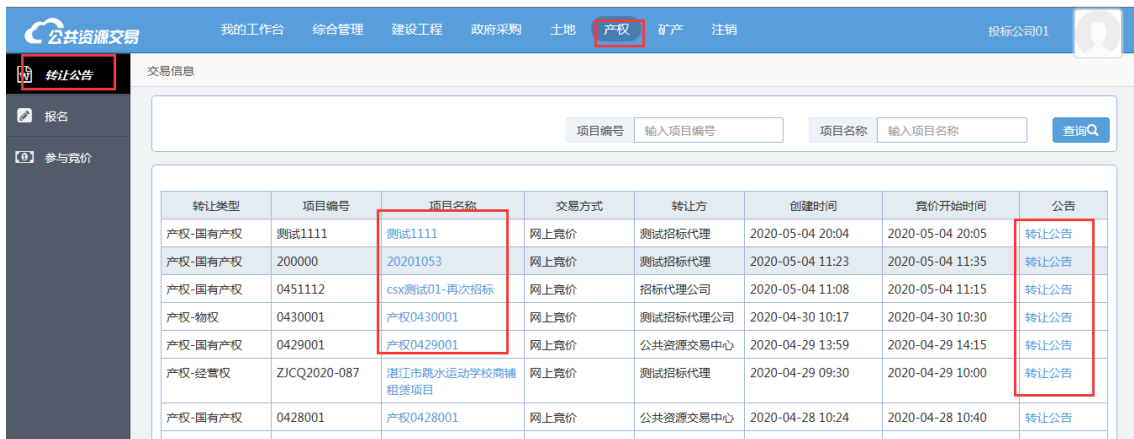 公共资源交易 我的工作台 综合管理 建设工程 政府采购 土地 产权 矿产 注销 投标公司01
转让公告 交易信息
报名
参与竞价
项目编号 输入项目编号 项目名称 输入项目名称 查询
转让类型 项目编号 项目名称 交易方式 转让方 创建时间 竞价开始时间 公告
产权-国有产权 测试1111 测试1111 网上竞价 测试招标代理 2020-05-04 20:04 2020-05-04 20:05 转让公告
产权-国有产权 200000 20201053 网上竞价 测试招标代理 2020-05-04 11:23 2020-05-04 11:35 转让公告
产权-国有产权 0451112 csx测试01-再次招标 网上竞价 招标代理公司 2020-05-04 11:08 2020-05-04 11:15 转让公告
产权-物权 0430001 产权0430001 网上竞价 测试招标代理公司 2020-04-30 10:17 2020-04-30 10:30 转让公告
产权-国有产权 0429001 产权0429001 网上竞价 公共资源交易中心 2020-04-29 13:59 2020-04-29 14:15 转让公告
产权-经营权 ZJCQ2020-087 湛江市跳水运动学校商铺 网上竞价 测试招标代理 2020-04-29 09:30 2020-04-29 10:00 转让公告
租赁项目
产权-国有产权 0428001 产权0428001 网上竞价 公共资源交易中心 2020-04-28 10:24 2020-04-28 10:40 转让公告